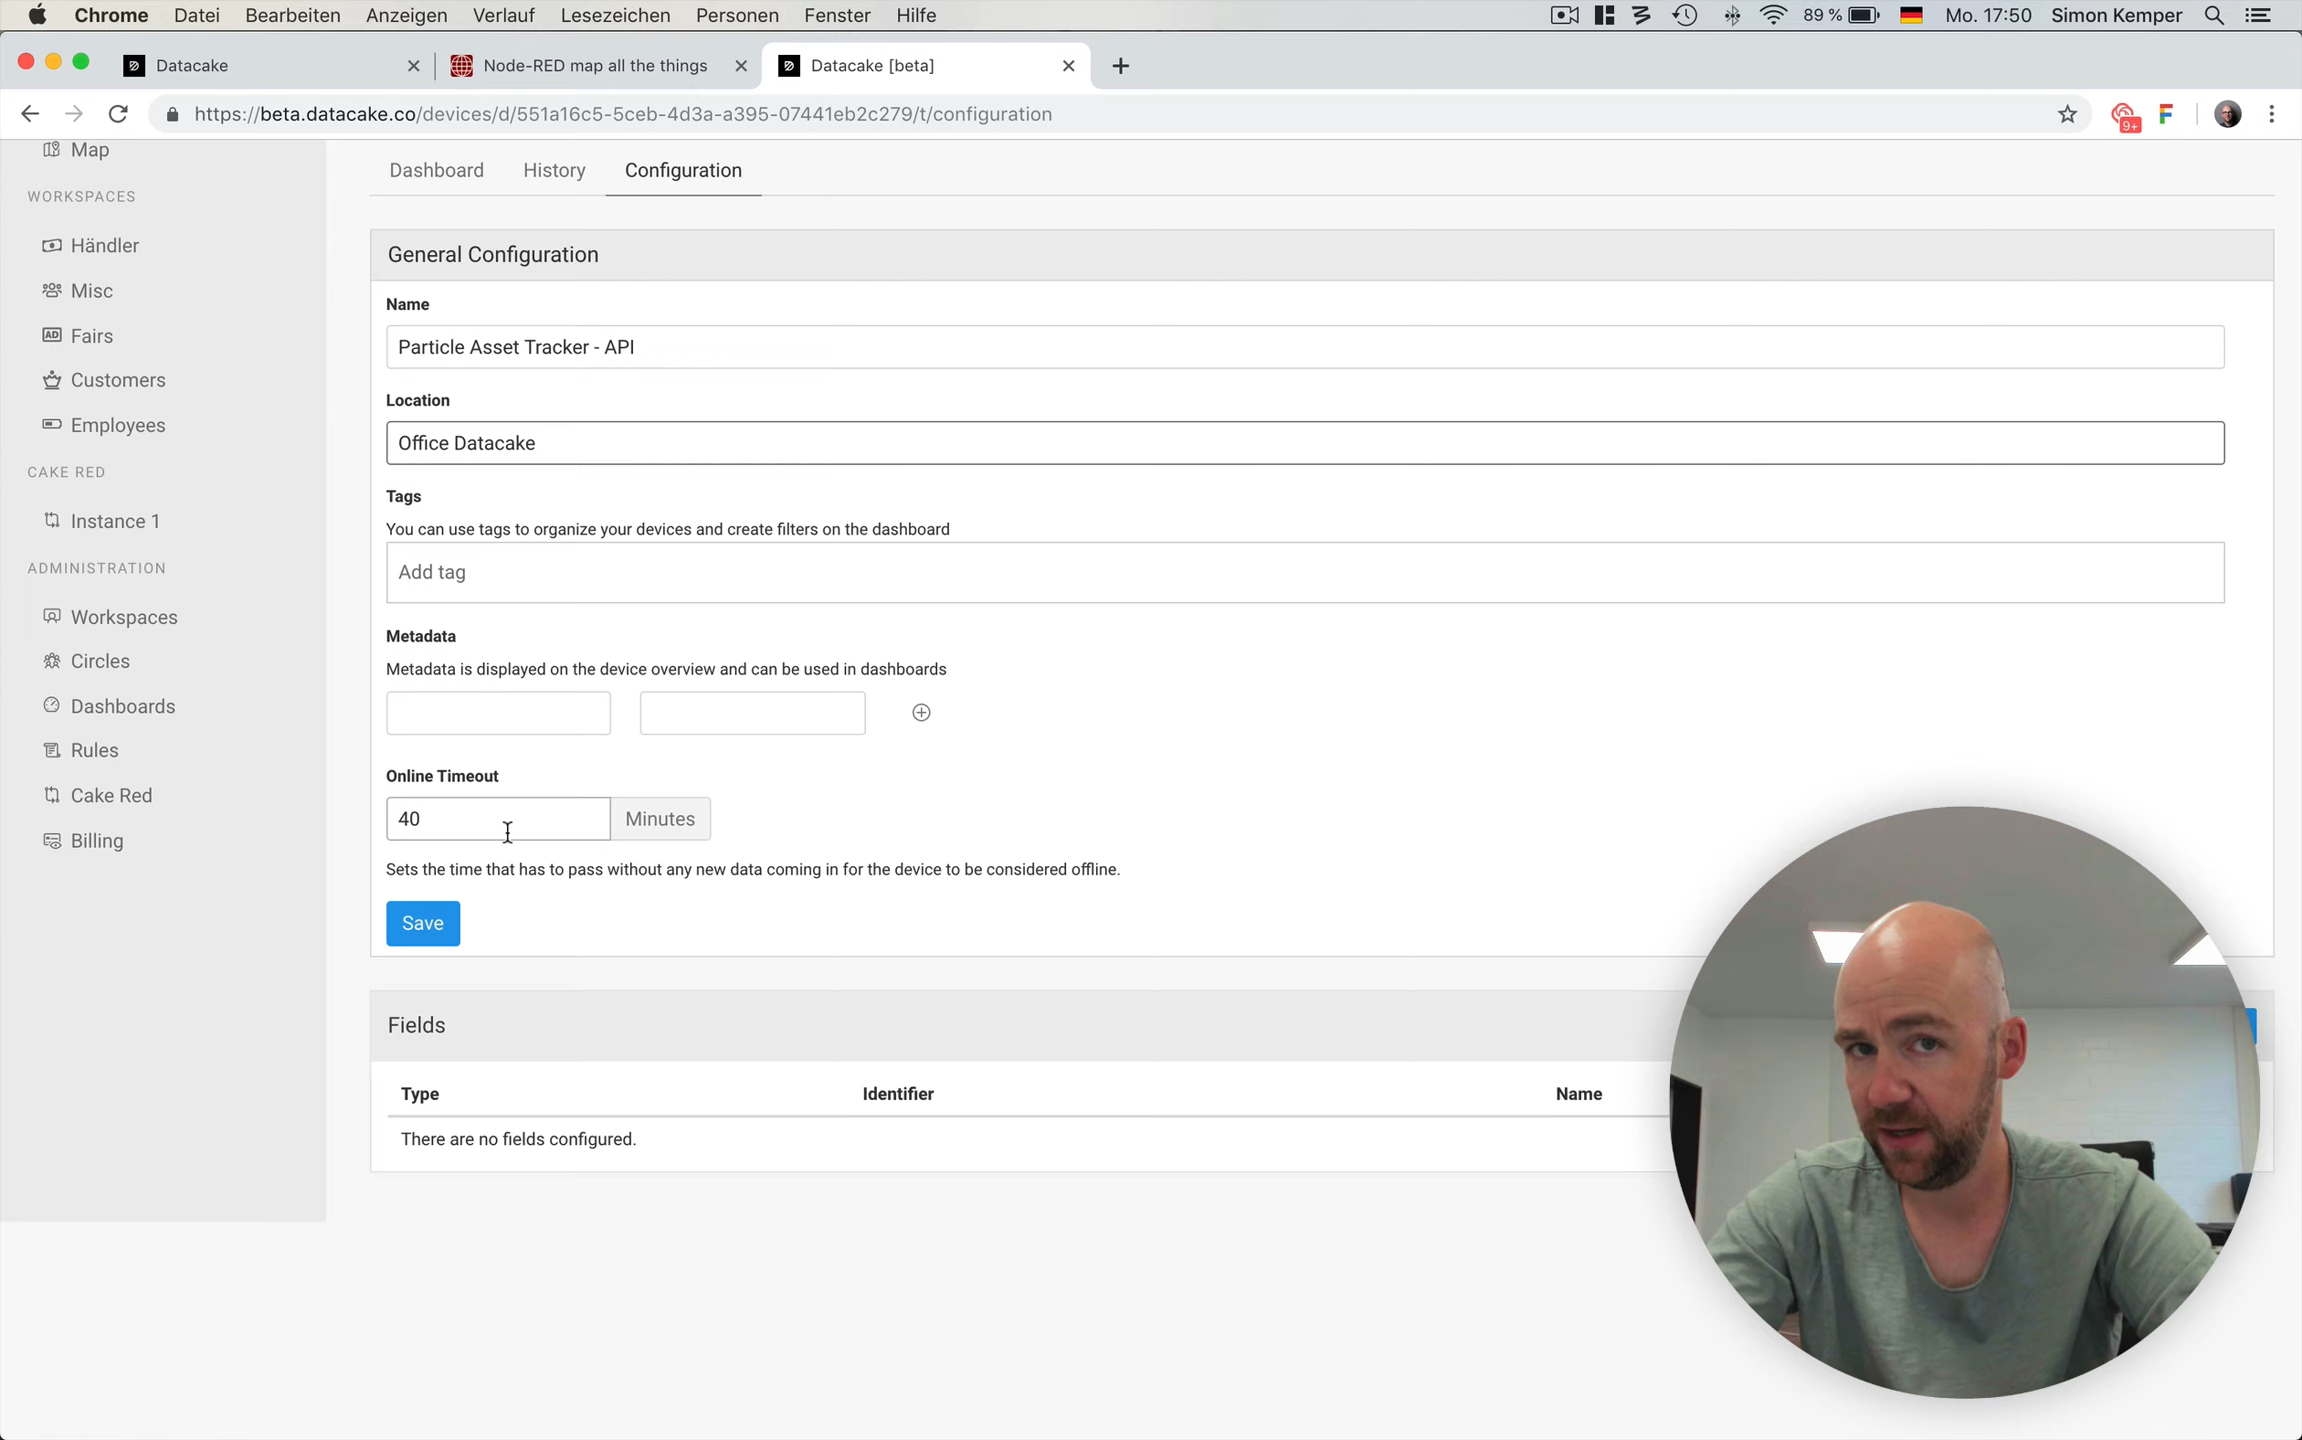 Chrome Datei Bearbeiten Anzeigen Verlauf Lesezeichen Personen Fenster Hilfe 89 % Mo. 17:50 Simon Kemper
Datacake Node-RED map all the things Datacake [beta]
https://beta.datacake.co/devices/d/551a16c5-5ceb-4d3a-a395-07441eb2c279/t/configuration 9+ F
Map
WORKSPACES
Händler
Misc
AD Fairs
Customers
Employees
CAKE RED
Instance 1
ADMINISTRATION
Workspaces
Circles
Dashboards
Rules
Cake Red
Billing
Dashboard History Configuration
General Configuration
Name
Particle Asset Tracker - API
Location
Office Datacake
Tags
You can use tags to organize your devices and create filters on the dashboard
Add tag
Metadata
Metadata is displayed on the device overview and can be used in dashboards
Online Timeout
40 Minutes
Sets the time that has to pass without any new data coming in for the device to be considered offline.
Save
Fields
Type Identifier Name
There are no fields configured.